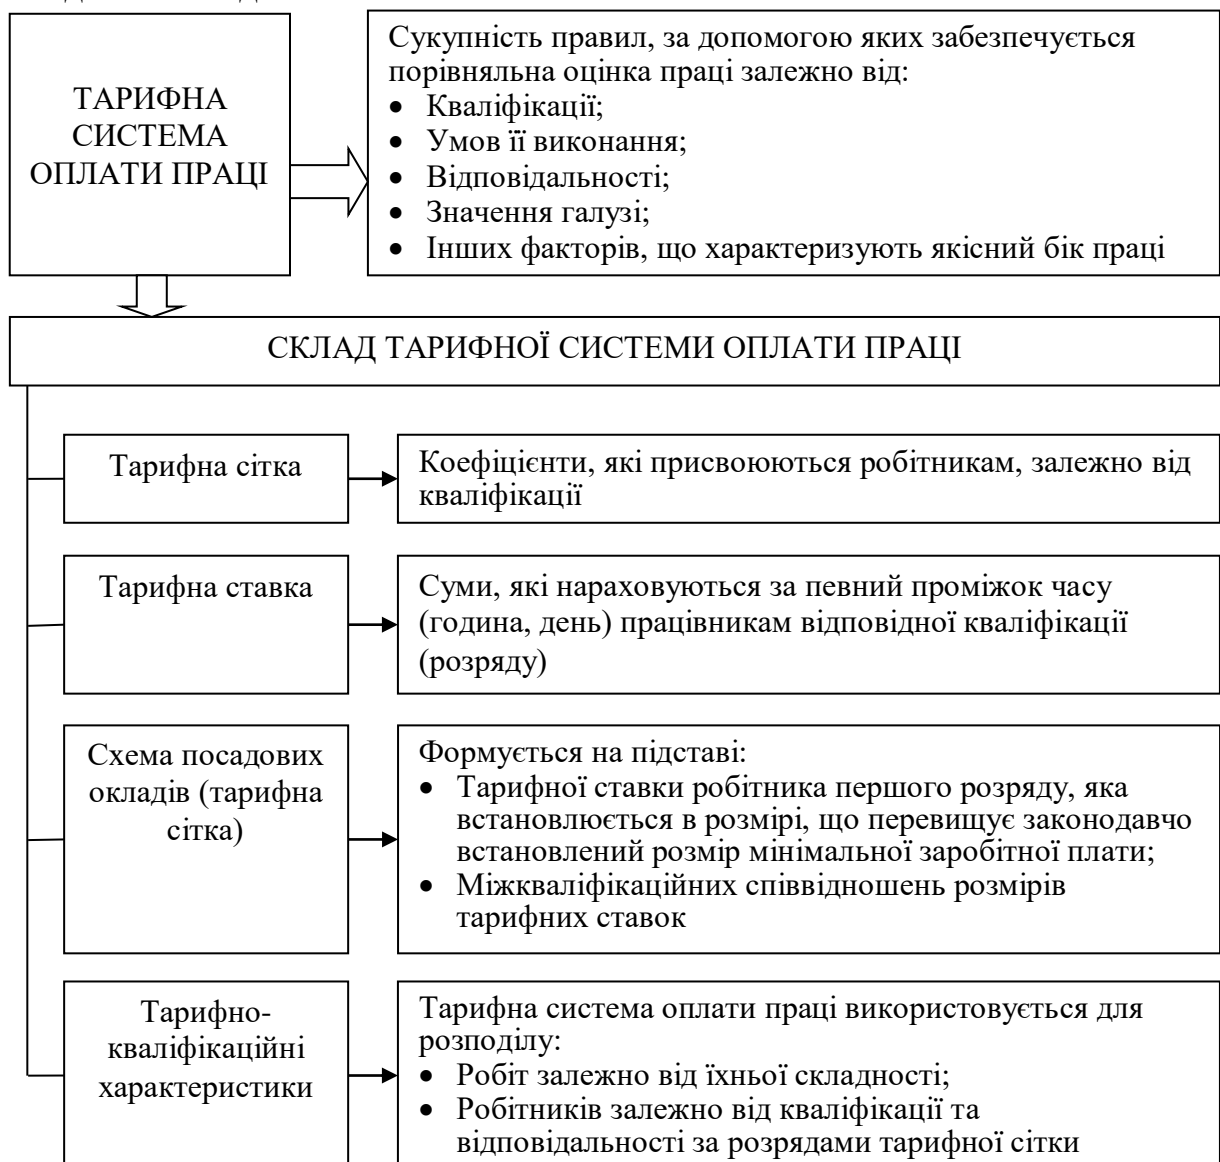 ТАРИФНА
СИСТЕМА
ОПЛАТИ ПРАЦІ
Сукупність правил, за допомогою яких забезпечується
порівняльна оцінка праці залежно від:
• Кваліфікації;
• Умов її виконання;
• Відповідальності;
• Значення галузі;
• Інших факторів, що характеризують якісний бік праці
СКЛАД ТАРИФНОЇ СИСТЕМИ ОПЛАТИ ПРАЦІ
Тарифна сітка
Коефіцієнти, які присвоюються робітникам, залежно від
кваліфікації
Тарифна ставка
Суми, які нараховуються за певний проміжок часу
(година, день) працівникам відповідної кваліфікації
(розряду)
Схема посадових
окладів (тарифна
сітка)
Формується на підставі:
• Тарифної ставки робітника першого розряду, яка
встановлюється в розмірі, що перевищує законодавчо
встановлений розмір мінімальної заробітної плати;
• Міжкваліфікаційних співвідношень розмірів
тарифних ставок
Тарифно-
кваліфікаційні
характеристики
Тарифна система оплати праці використовується для
розподілу:
• Робіт залежно від їхньої складності;
• Робітників залежно від кваліфікації та
відповідальності за розрядами тарифної сітки